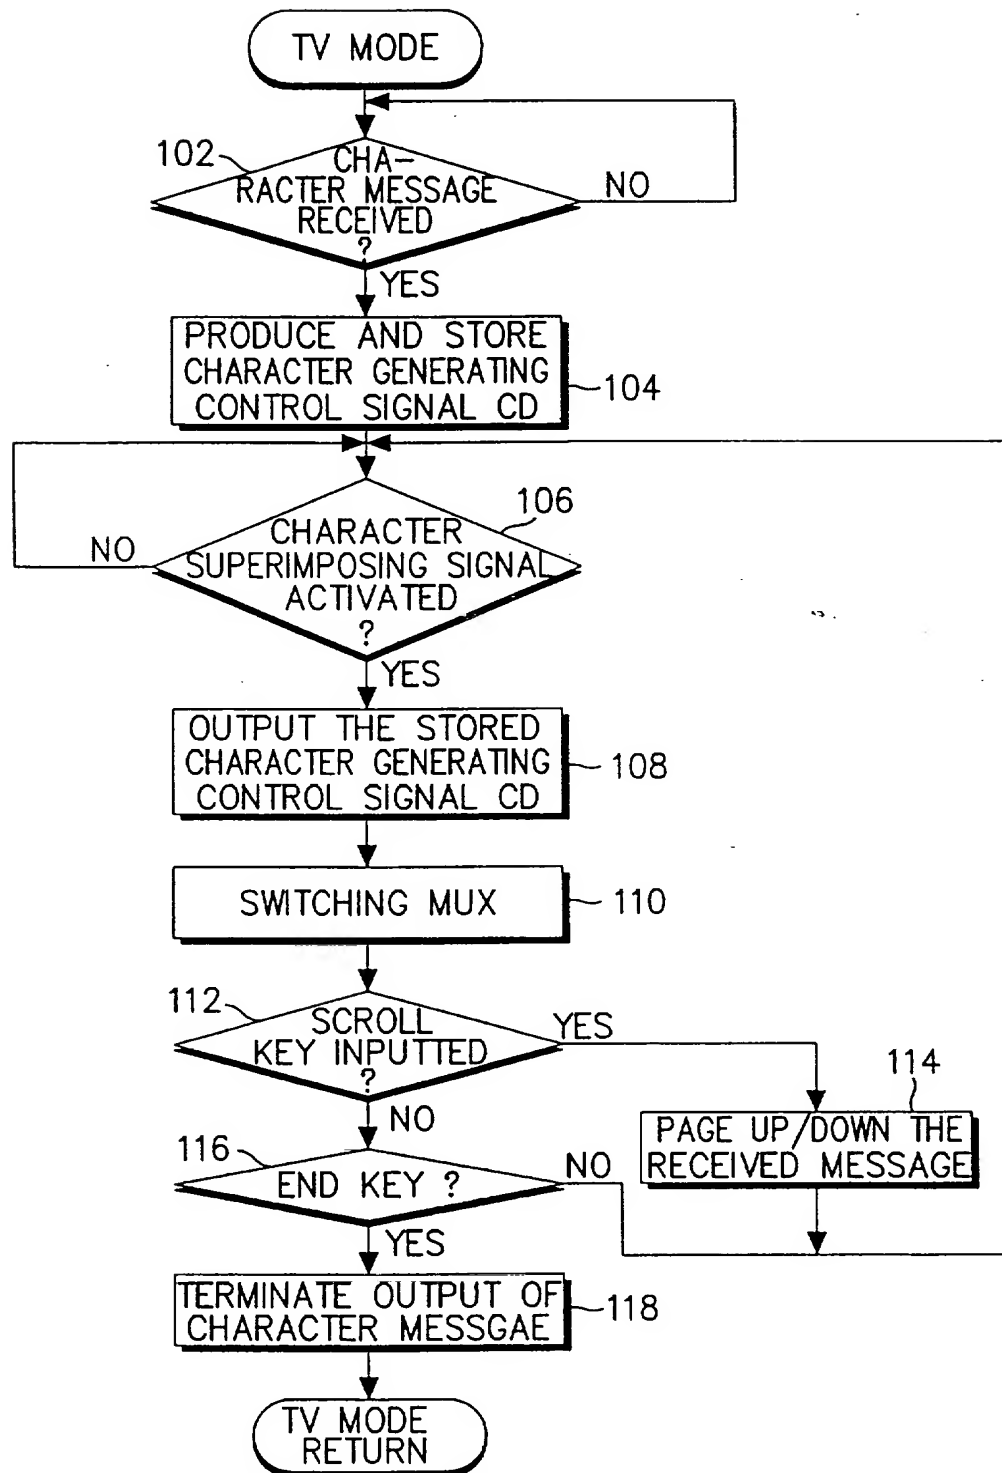 TV MODE
102
CHA-
RACTER MESSAGE
RECEIVED
?
NO
YES
PRODUCE AND STORE
CHARACTER GENERATING
CONTROL SIGNAL CD
104
106
CHARACTER
SUPERIMPOSING SIGNAL
ACTIVATED
?
NO
YES
OUTPUT THE STORED
CHARACTER GENERATING
CONTROL SIGNAL CD
108
SWITCHING MUX
110
112
SCROLL
KEY INPUTTED
?
YES
NO
114
PAGE UP/DOWN THE
RECEIVED MESSAGE
116
END KEY ?
NO
YES
TERMINATE OUTPUT OF
CHARACTER MESSGAE
118
TV MODE
RETURN